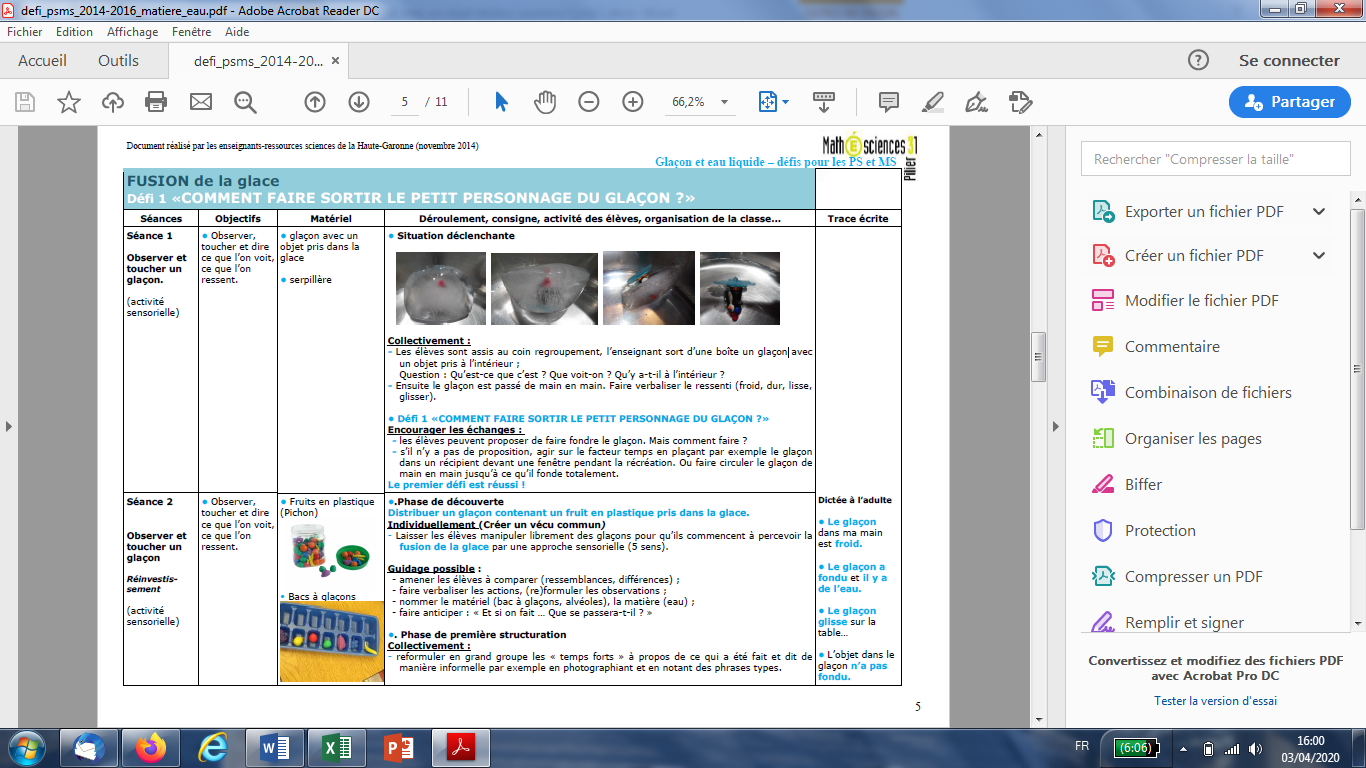 defi_psms_2014-2016_matiere_eau.pdf - Adobe Acrobat Reader DC
Fichier Edition Affichage Fenêtre Aide
Accueil Outils defi_psms_2014-20... × Se connecter
5 / 11 66,2% Partager
Document réalisé par les enseignants-ressources sciences de la Haute-Garonne (novembre 2014)
Math É sciences 31
Pilier
Glaçon et eau liquide – défis pour les PS et MS
FUSION de la glace
Défi 1 «COMMENT FAIRE SORTIR LE PETIT PERSONNAGE DU GLAÇON ?»
Séances Objectifs Matériel Déroulement, consigne, activité des élèves, organisation de la classe… Trace écrite
Séance 1
Observer et
toucher un
glaçon.
(activité
sensorielle)
● Observer,
toucher et dire
ce que l'on voit,
ce que l'on
ressent.
● glaçon avec un
objet pris dans la
glace
● serpillère
● Situation déclenchante
Collectivement :
- Les élèves sont assis au coin regroupement, l'enseignant sort d'une boîte un glaçon avec
un objet pris à l'intérieur ;
Question : Qu'est-ce que c'est ? Que voit-on ? Qu'y a-t-il à l'intérieur ?
- Ensuite le glaçon est passé de main en main. Faire verbaliser le ressenti (froid, dur, lisse,
glisser).
● Défi 1 «COMMENT FAIRE SORTIR LE PETIT PERSONNAGE DU GLAÇON ?»
Encourager les échanges :
- les élèves peuvent proposer de faire fondre le glaçon. Mais comment faire ?
- s'il n'y a pas de proposition, agir sur le facteur temps en plaçant par exemple le glaçon
dans un récipient devant une fenêtre pendant la récréation. Ou faire circuler le glaçon de
main en main jusqu'à ce qu'il fonde totalement.
Le premier défi est réussi !
Séance 2
Observer et
toucher un
glaçon
Réinvestis-
sement
(activité
sensorielle)
● Observer,
toucher et dire
ce que l'on voit,
ce que l'on
ressent.
● Fruits en plastique
(Pichon)
• Bacs à glaçons
●.Phase de découverte
Distribuer un glaçon contenant un fruit en plastique pris dans la glace.
Individuellement (Créer un vécu commun)
- Laisser les élèves manipuler librement des glaçons pour qu'ils commencent à percevoir la
fusion de la glace par une approche sensorielle (5 sens).
Guidage possible :
- amener les élèves à comparer (ressemblances, différences) ;
- faire verbaliser les actions, (re)formuler les observations ;
- nommer le matériel (bac à glaçons, alvéoles), la matière (eau) ;
- faire anticiper : « Et si on fait … Que se passera-t-il ? »
●. Phase de première structuration
Collectivement :
- reformuler en grand groupe les « temps forts » à propos de ce qui a été fait et dit de
manière informelle par exemple en photographiant et en notant des phrases types.
Dictée à l'adulte
● Le glaçon
dans ma main
est froid.
● Le glaçon a
fondu et il y a
de l'eau.
● Le glaçon
glisse sur la
table…
● L'objet dans le
glaçon n'a pas
fondu.
5
Rechercher "Compresser la taille"
Exporter un fichier PDF
Créer un fichier PDF
Modifier le fichier PDF
Commentaire
Combinaison de fichiers
Organiser les pages
Biffer
Protection
Compresser un PDF
Remplir et signer
Convertissez et modifiez des fichiers PDF
avec Acrobat Pro DC
Tester la version d'essai
FR (6:06) 16:00
03/04/2020